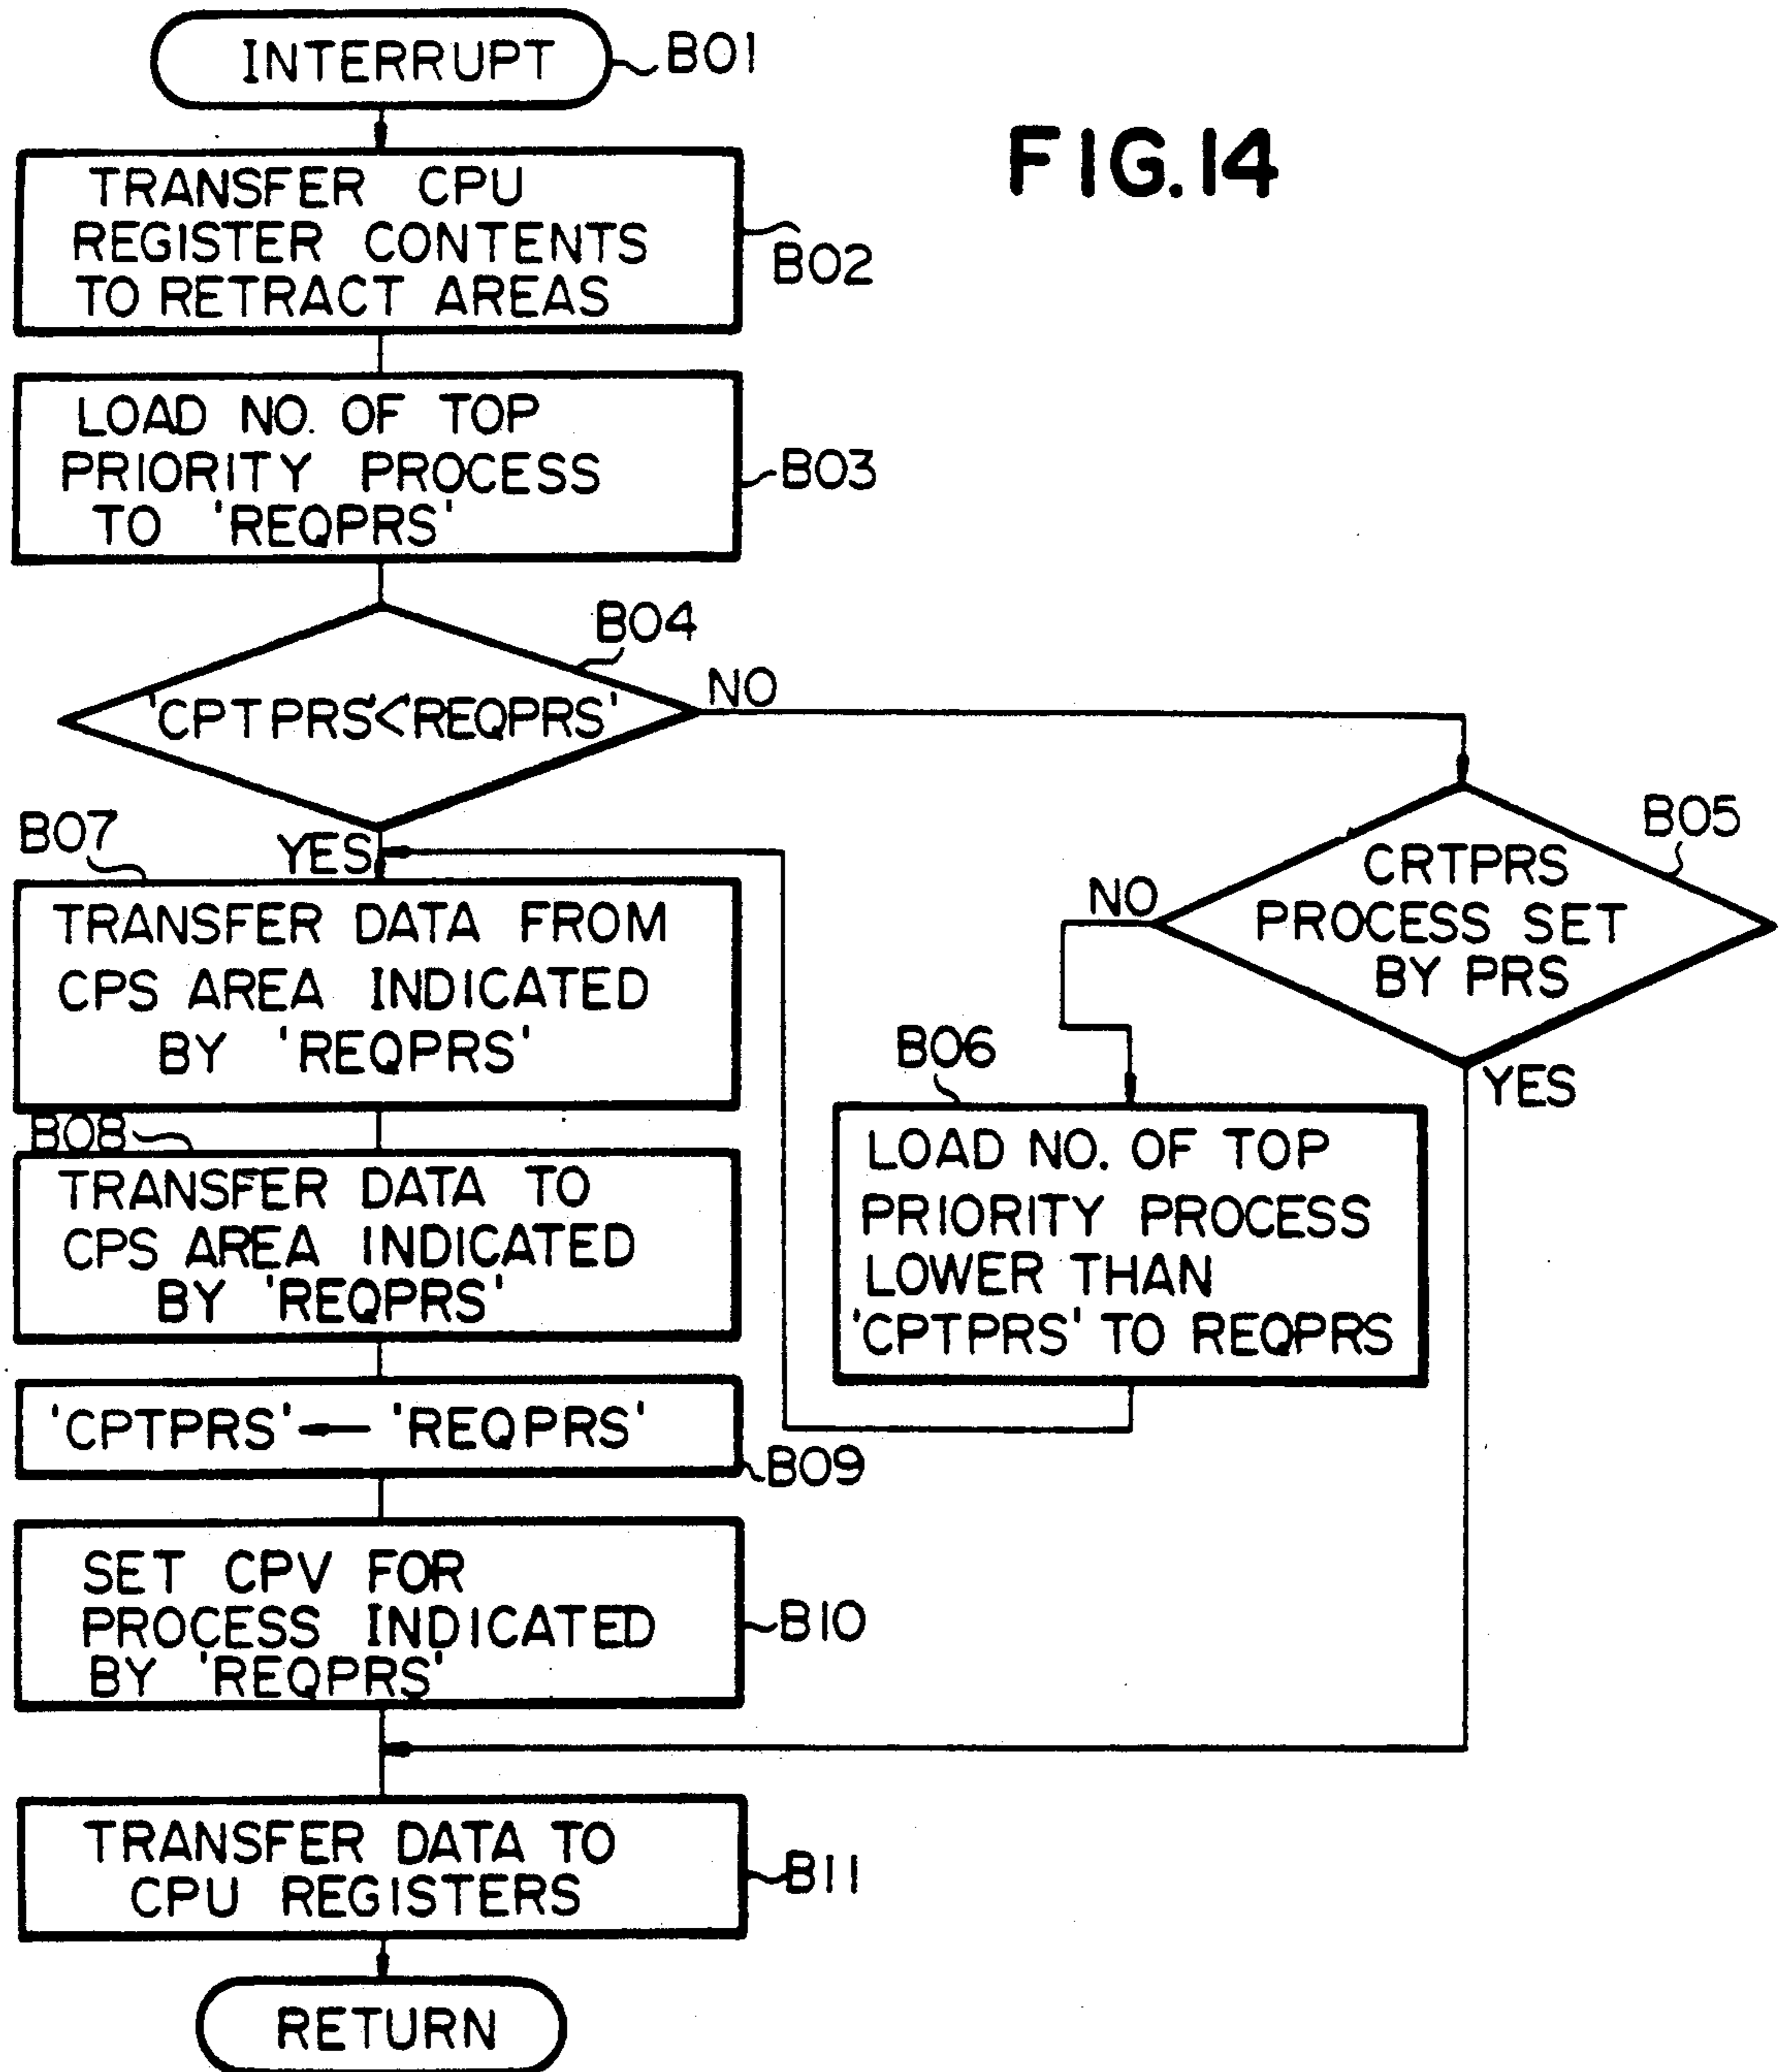 INTERRUPT
B01
FIG.14
TRANSFER CPU
REGISTER CONTENTS
TO RETRACT AREAS
B02
LOAD NO. OF TOP
PRIORITY PROCESS
TO 'REQPRS'
B03
B04
'CPTPRS'<'REQPRS'
NO
B05
CRTPRS
PROCESS SET
BY PRS
NO
YES
B07
YES
TRANSFER DATA FROM
CPS AREA INDICATED
BY 'REQPRS'
B06
LOAD NO. OF TOP
PRIORITY PROCESS
LOWER THAN
'CPTPRS' TO REQPRS
B08
TRANSFER DATA TO
CPS AREA INDICATED
BY 'REQPRS'
'CPTPRS' ← 'REQPRS'
B09
SET CPV FOR
PROCESS INDICATED
BY 'REQPRS'
B10
TRANSFER DATA TO
CPU REGISTERS
B11
RETURN